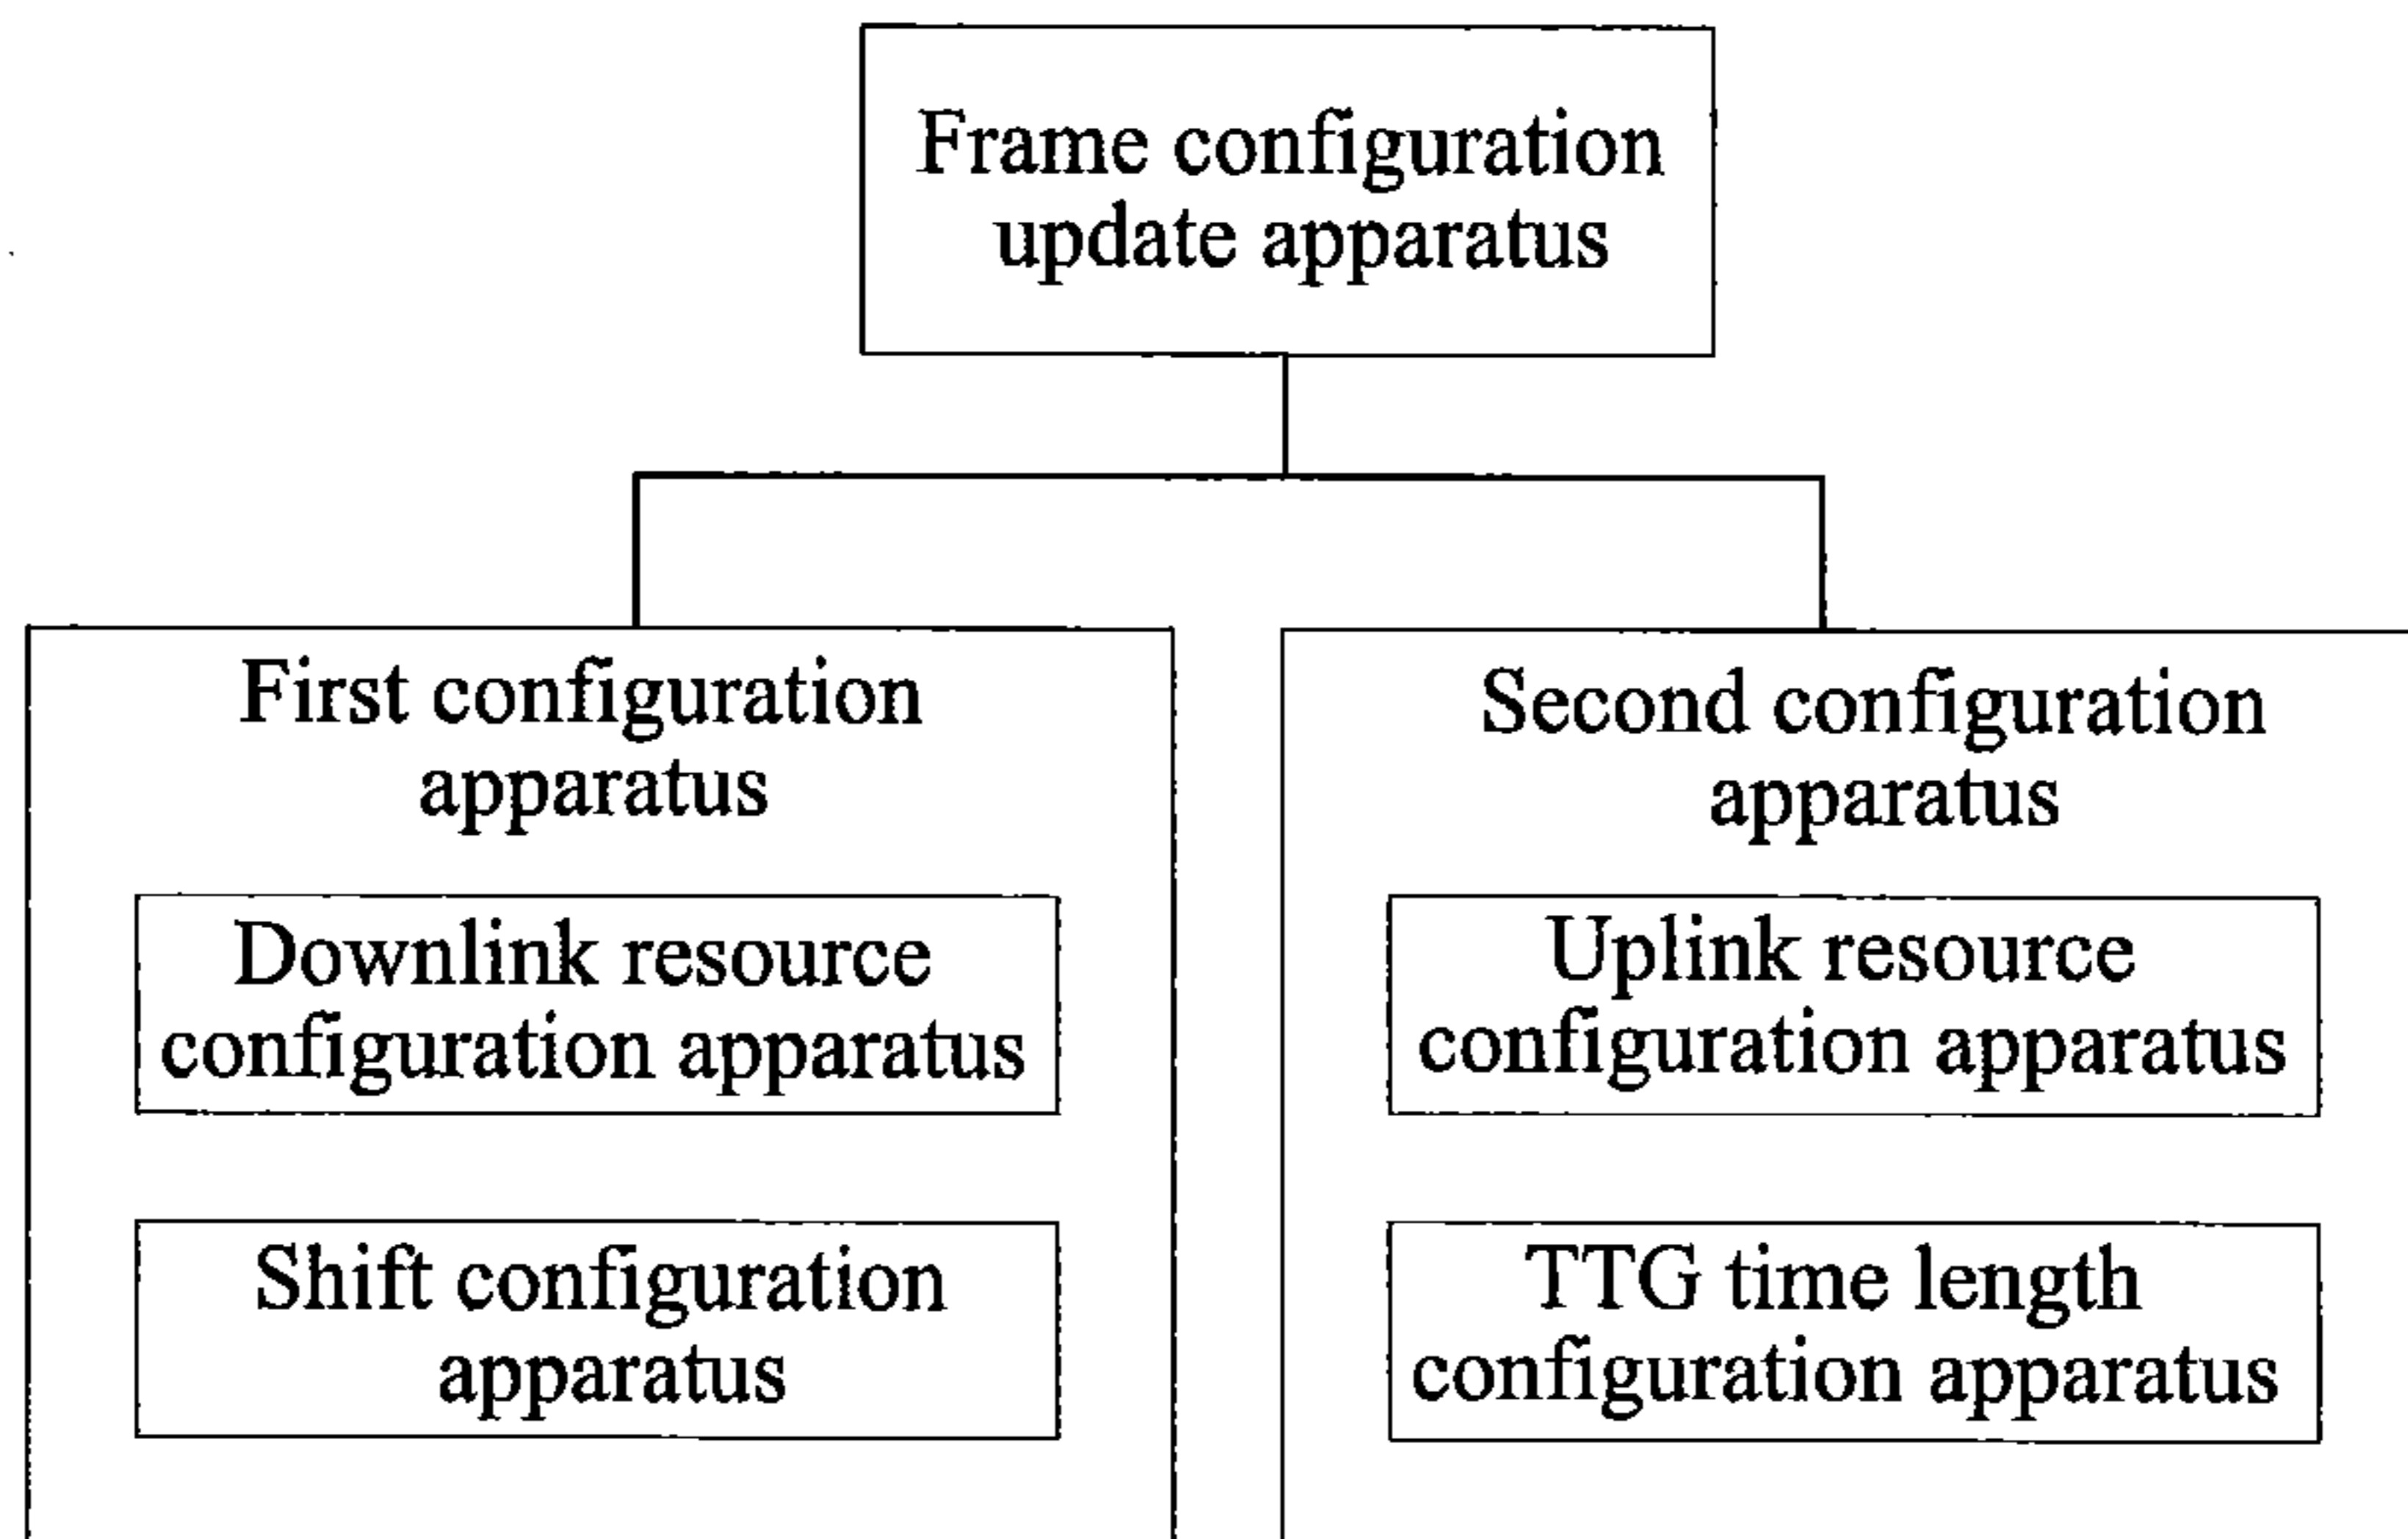 Frame configuration
update apparatus
First configuration
apparatus
Downlink resource
configuration apparatus
Shift configuration
apparatus
Second configuration
apparatus
Uplink resource
configuration apparatus
TTG time length
configuration apparatus